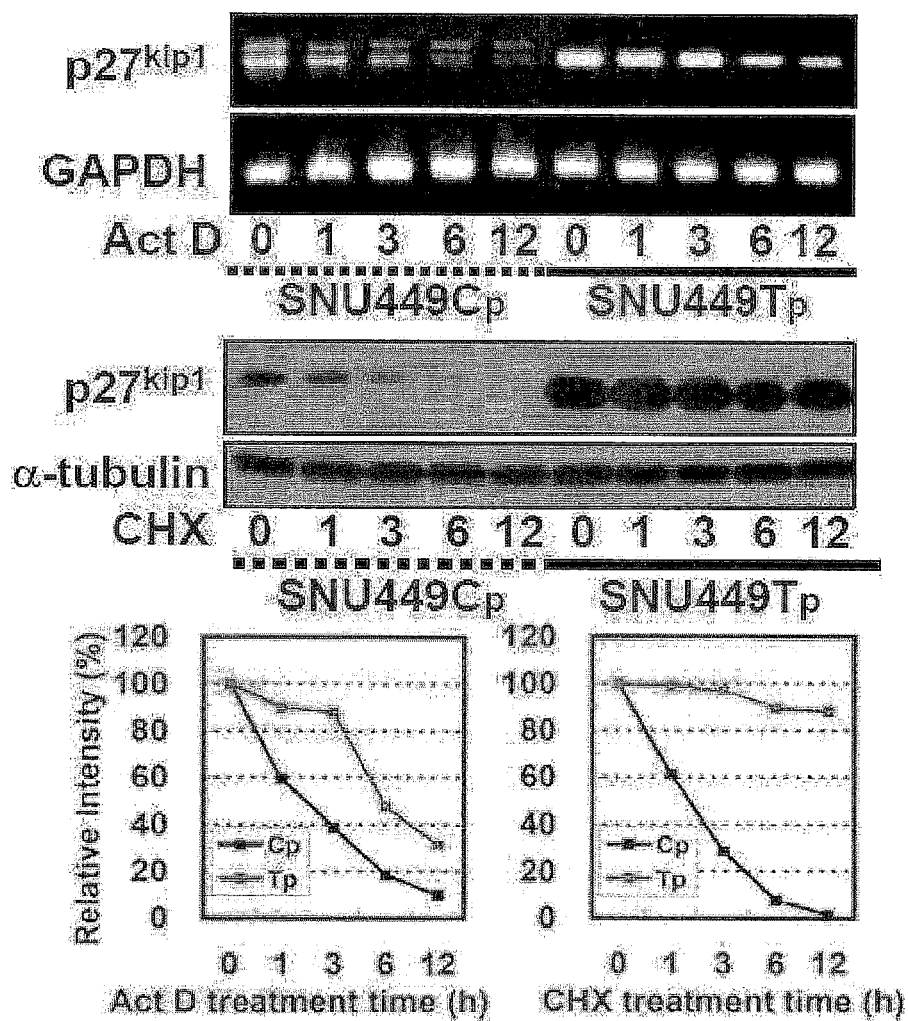 p27kip1
GAPDH
Act D 0 1 3 6 12 0 1 3 6 12
SNU449Cp SNU449Tp
p27kip1
α-tubulin
CHX 0 1 3 6 12 0 1 3 6 12
SNU449Cp SNU449Tp
Relative Intensity (%)
120
100
80
60
40
20
0
Cp
Tp
0 1 3 6 12
Act D treatment time (h)
120
100
80
60
40
20
0
Cp
Tp
0 1 3 6 12
CHX treatment time (h)